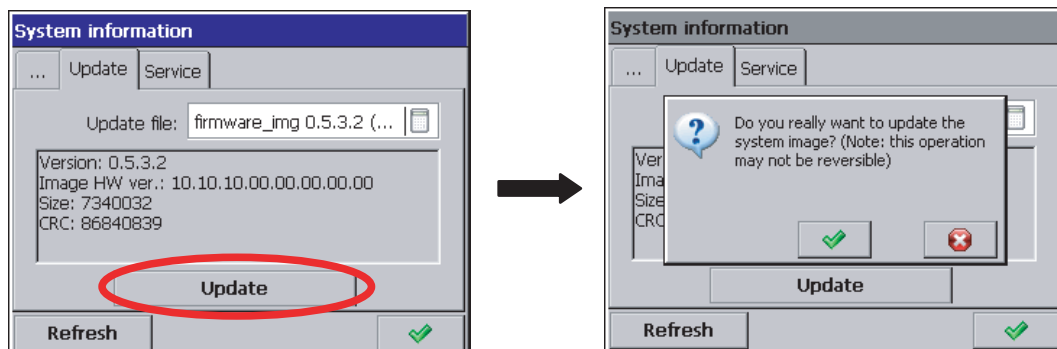 System information
... Update Service
Update file: firmware_img 0.5.3.2 (...
Version: 0.5.3.2
Image HW ver.: 10.10.10.00.00.00.00.00
Size: 7340032
CRC: 86840839
Update
Refresh
System information
... Update Service
Do you really want to update the
system image? (Note: this operation
may not be reversible)
Ver
Ima
Size
CRC
Update
Refresh